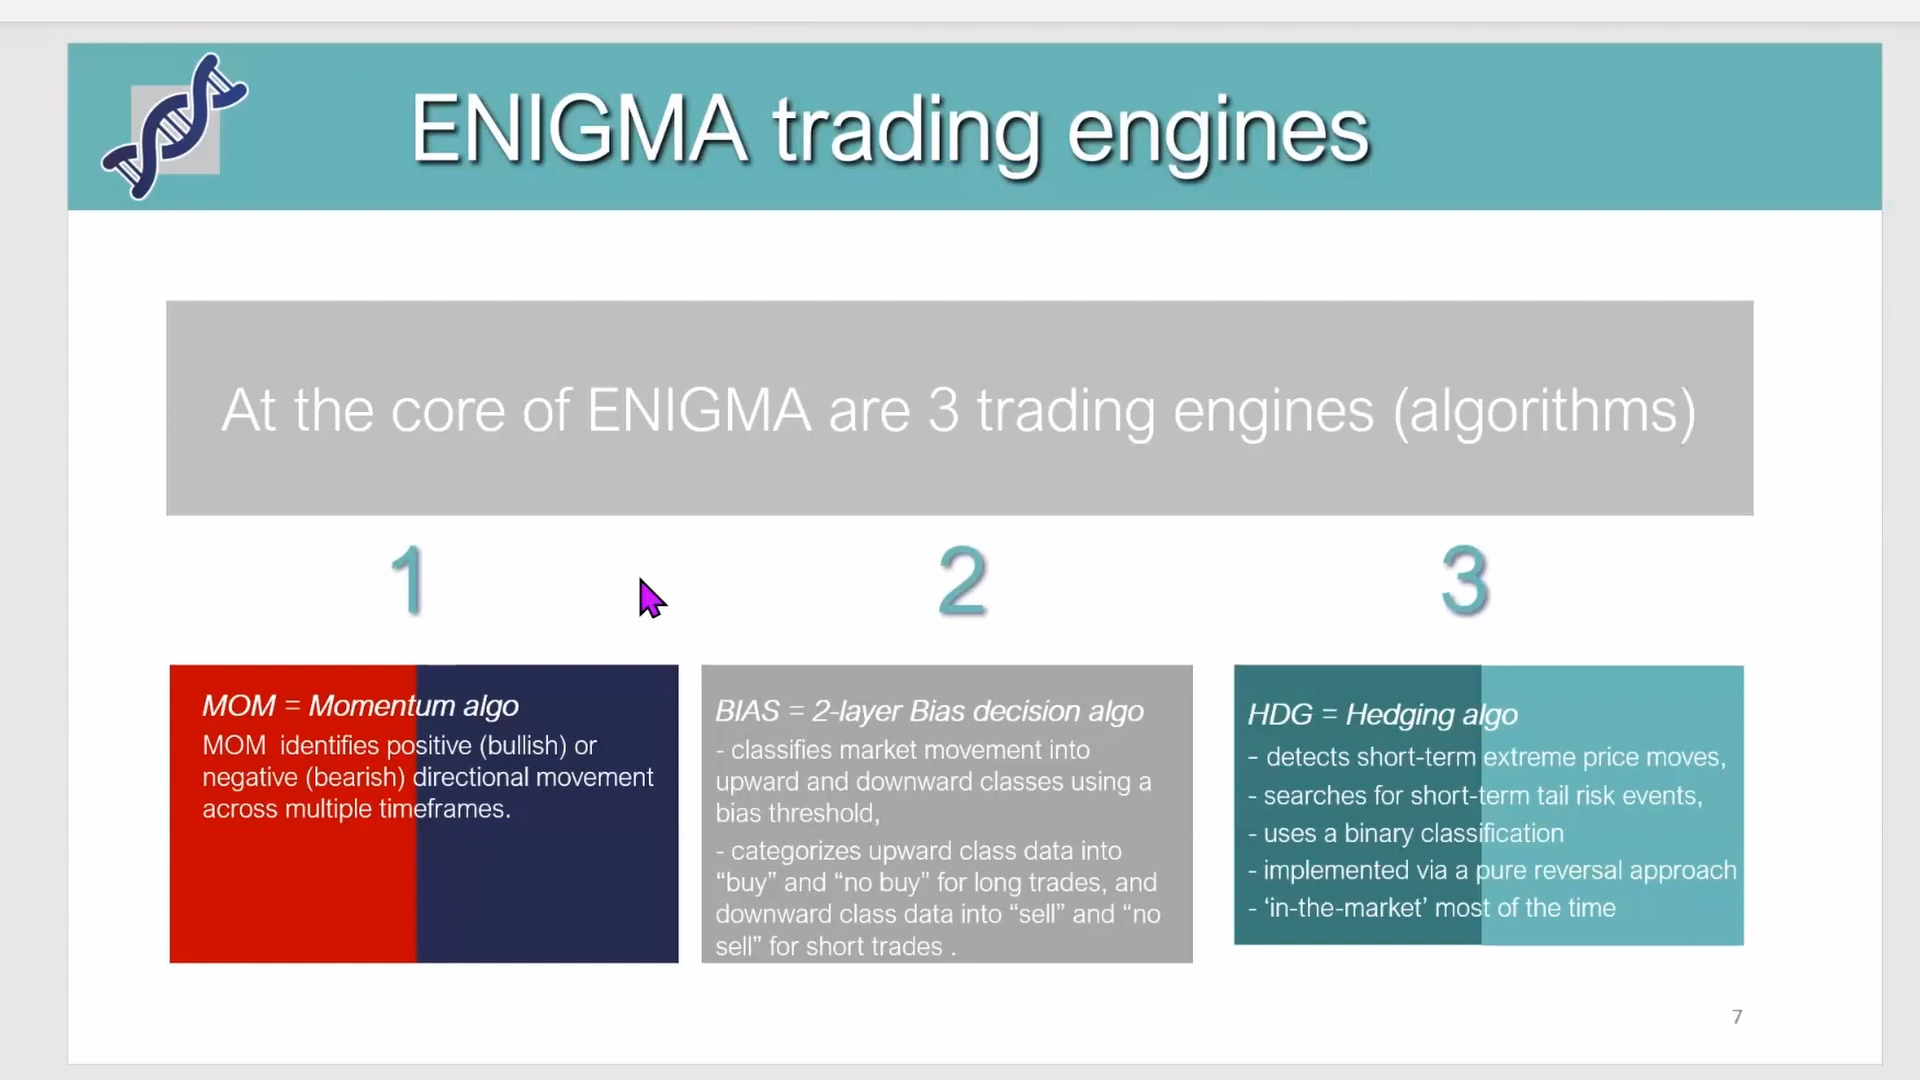 ENIGMA trading engines
At the core of ENIGMA are 3 trading engines (algorithms)
1
2
3
MOM = Momentum algo
MOM identifies positive (bullish) or
negative (bearish) directional movement
across multiple timeframes.
BIAS = 2-layer Bias decision algo
- classifies market movement into
upward and downward classes using a
bias threshold,
- categorizes upward class data into
“buy” and “no buy” for long trades, and
downward class data into “sell” and “no
sell” for short trades .
HDG = Hedging algo
- detects short-term extreme price moves,
- searches for short-term tail risk events,
- uses a binary classification
- implemented via a pure reversal approach
- ‘in-the-market’ most of the time
7